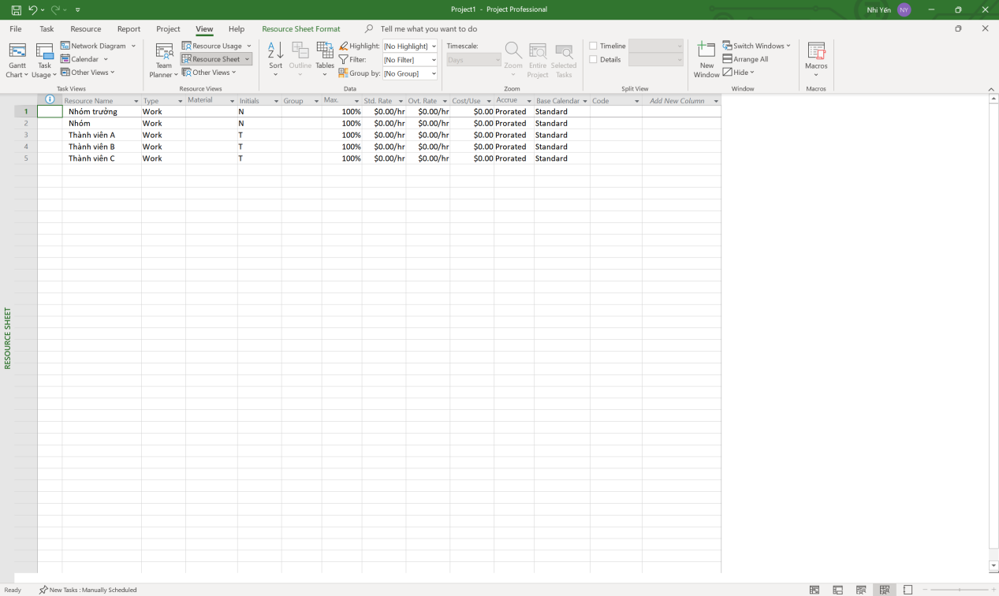 Project1 - Project Professional
Nhi Yến NY
File Task Resource Report Project View Help Resource Sheet Format Tell me what you want to do
Gantt Chart
Task Usage
Network Diagram
Calendar
Other Views
Task Views
Team Planner
Resource Usage
Resource Sheet
Other Views
Resource Views
Sort
Outline
Tables
Highlight: [No Highlight]
Filter: [No Filter]
Group by: [No Group]
Data
Timescale:
Days
Zoom
Entire Project
Selected Tasks
Zoom
Timeline
Details
Split View
New Window
Switch Windows
Arrange All
Hide
Window
Macros
Macros
Resource Name Type Material Initials Group Max. Std. Rate Ovt. Rate Cost/Use Accrue Base Calendar Code Add New Column
1 Nhóm trưởng Work N 100% $0.00/hr $0.00/hr $0.00 Prorated Standard
2 Nhóm Work N 100% $0.00/hr $0.00/hr $0.00 Prorated Standard
3 Thành viên A Work T 100% $0.00/hr $0.00/hr $0.00 Prorated Standard
4 Thành viên B Work T 100% $0.00/hr $0.00/hr $0.00 Prorated Standard
5 Thành viên C Work T 100% $0.00/hr $0.00/hr $0.00 Prorated Standard
RESOURCE SHEET
Ready New Tasks : Manually Scheduled